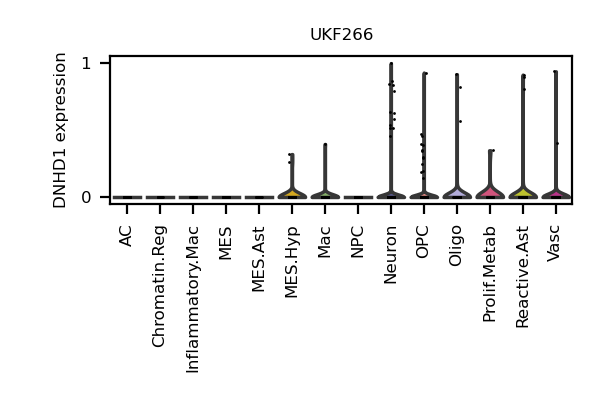 UKF266
DNHD1 expression
1
0
AC
Chromatin.Reg
Inflammatory.Mac
MES
MES.Ast
MES.Hyp
Mac
NPC
Neuron
OPC
Oligo
Prolif.Metab
Reactive.Ast
Vasc